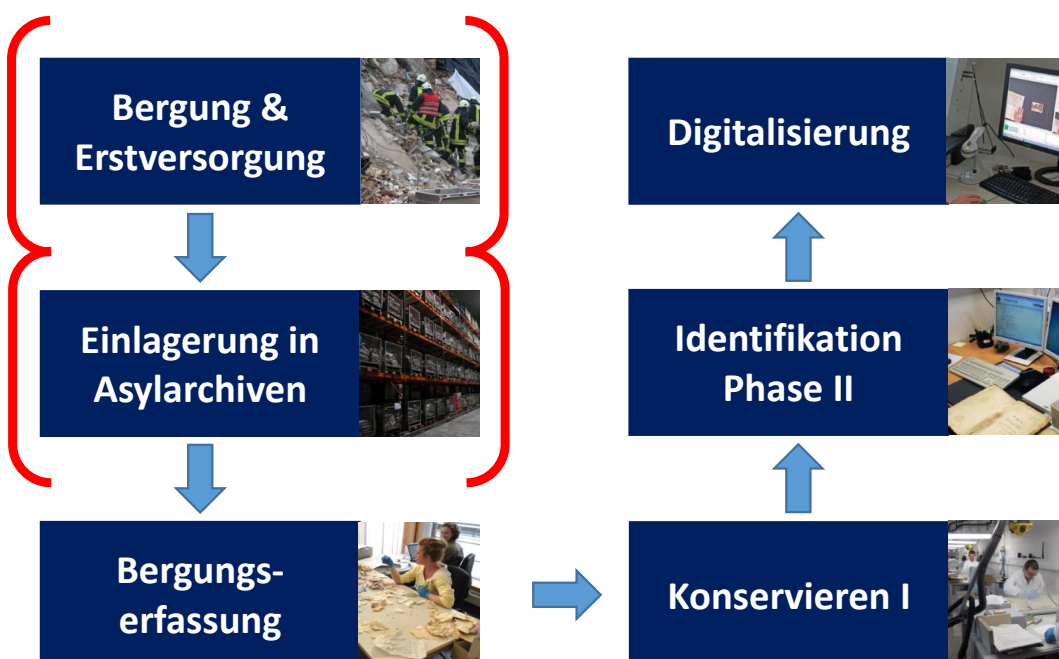 Bergung &
Erstversorgung
Einlagerung in
Asylarchiven
Bergungs-
erfassung
Konservieren I
Identifikation
Phase II
Digitalisierung